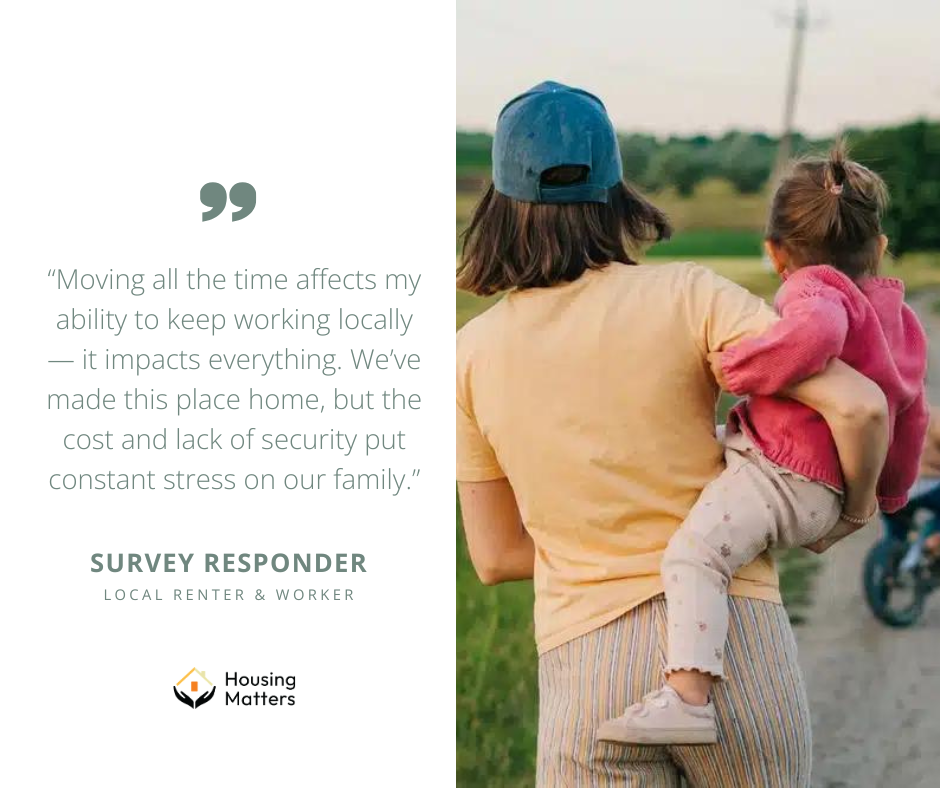 ”
“Moving all the time affects my
ability to keep working locally
— it impacts everything. We’ve
made this place home, but the
cost and lack of security put
constant stress on our family.”
SURVEY RESPONDER
LOCAL RENTER & WORKER
Housing
Matters